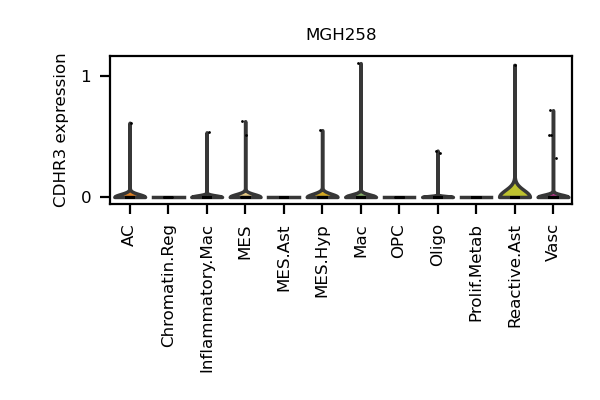 MGH258
CDHR3 expression
1
0
AC
Chromatin.Reg
Inflammatory.Mac
MES
MES.Ast
MES.Hyp
Mac
OPC
Oligo
Prolif.Metab
Reactive.Ast
Vasc